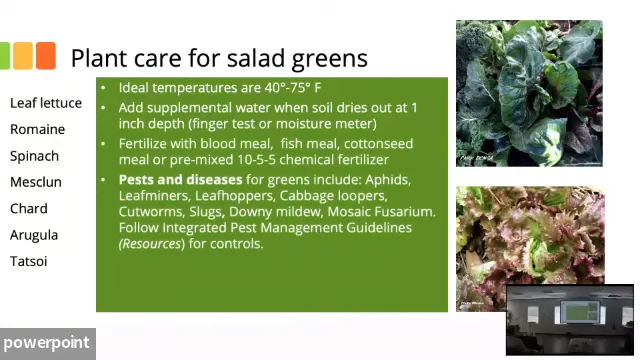 Plant care for salad greens
Leaf lettuce
Romaine
Spinach
Mesclun
Chard
Arugula
Tatsoi
• Ideal temperatures are 40°-75° F
• Add supplemental water when soil dries out at 1
inch depth (finger test or moisture meter)
• Fertilize with blood meal, fish meal, cottonseed
meal or pre-mixed 10-5-5 chemical fertilizer
• Pests and diseases for greens include: Aphids,
Leafminers, Leafhoppers, Cabbage loopers,
Cutworms, Slugs, Downy mildew, Mosaic Fusarium.
Follow Integrated Pest Management Guidelines
(Resources) for controls.
powerpoint